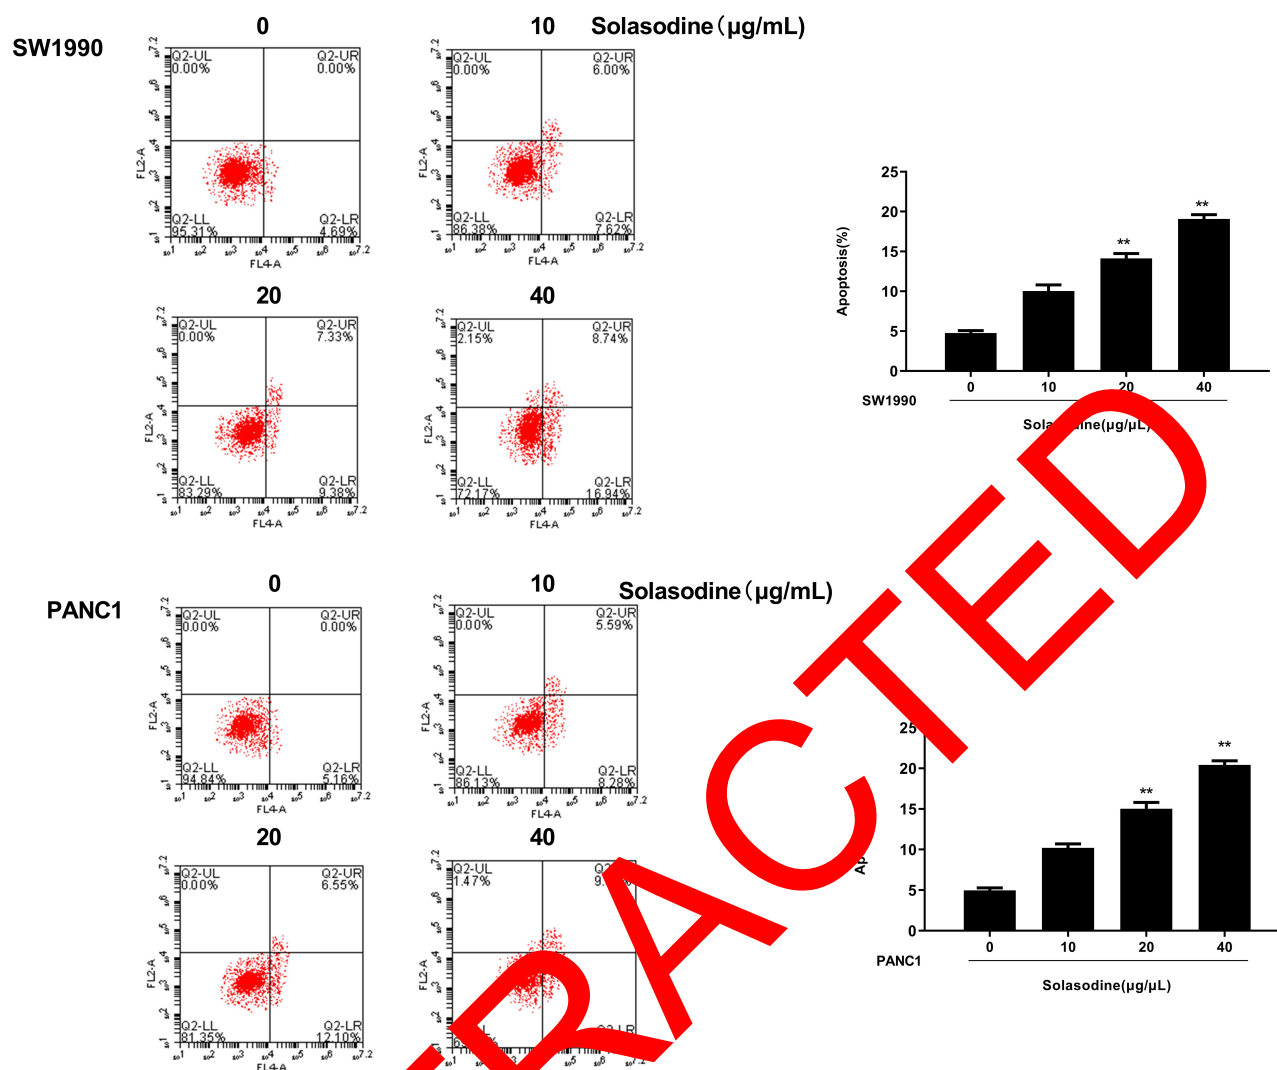 SW1990
0
10 Solasodine（μg/mL)
Q2-UL
0.00%
Q2-UR
0.00%
Q2-LL
95.31%
Q2-LR
4.69%
FL2-A
FL4-A
Q2-UL
0.00%
Q2-UR
6.00%
Q2-LL
86.38%
Q2-LR
7.62%
FL2-A
FL4-A
20
40
Q2-UL
0.00%
Q2-UR
7.33%
Q2-LL
83.29%
Q2-LR
9.38%
FL2-A
FL4-A
Q2-UL
2.15%
Q2-UR
8.74%
Q2-LL
72.17%
Q2-LR
16.94%
FL2-A
FL4-A
Apoptosis(%)
25
20
15
10
5
0
**
**
0 10 20 40
SW1990
Solasodine(μg/μL)
PANC1
0
10 Solasodine（μg/mL)
Q2-UL
0.00%
Q2-UR
0.00%
Q2-LL
94.84%
Q2-LR
5.16%
FL2-A
FL4-A
Q2-UL
0.00%
Q2-UR
5.59%
Q2-LL
86.13%
Q2-LR
8.28%
FL2-A
FL4-A
20
40
Q2-UL
0.00%
Q2-UR
6.55%
Q2-LL
81.35%
Q2-LR
12.10%
FL2-A
FL4-A
Q2-UL
1.47%
FL2-A
25
20
15
10
5
0
**
**
0 10 20 40
PANC1
Solasodine(μg/μL)
RACTED